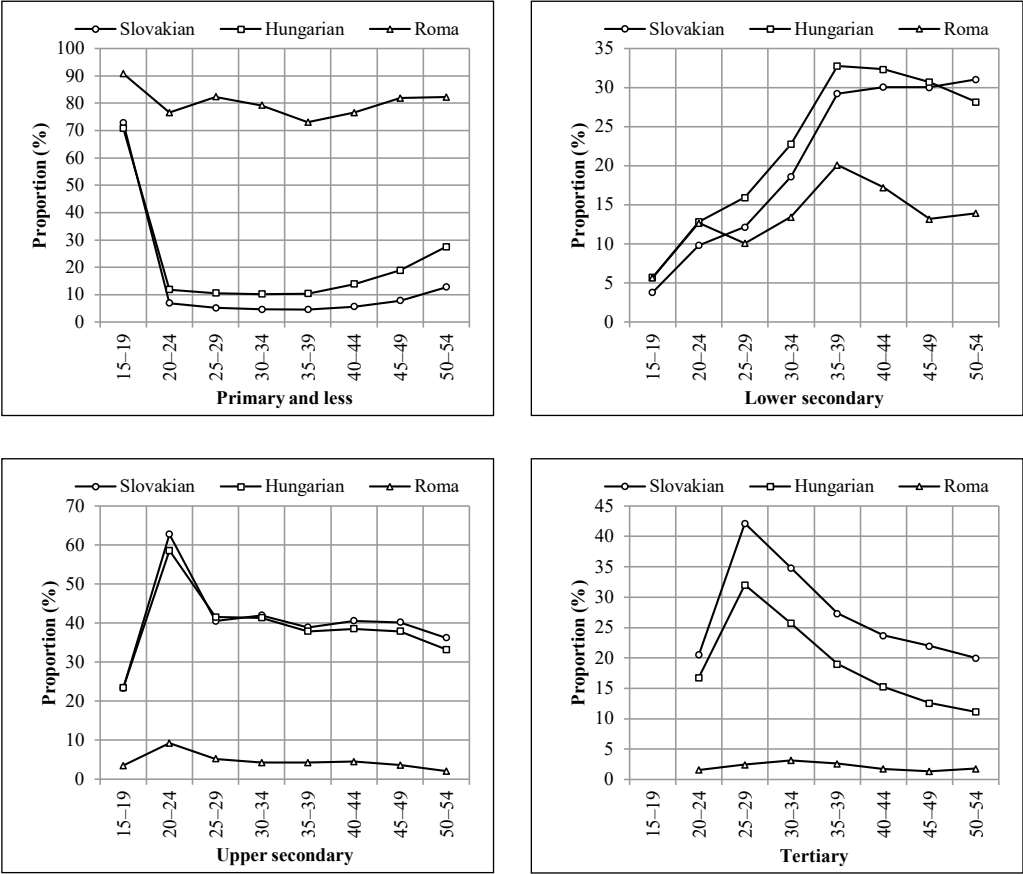 Slovakian Hungarian Roma
100
90
80
70
60
50
40
30
20
10
0
Proportion (%)
15–19 20–24 25–29 30–34 35–39 40–44 45–49 50–54
Primary and less
Slovakian Hungarian Roma
35
30
25
20
15
10
5
0
Proportion (%)
15–19 20–24 25–29 30–34 35–39 40–44 45–49 50–54
Lower secondary
Slovakian Hungarian Roma
70
60
50
40
30
20
10
0
Proportion (%)
15–19 20–24 25–29 30–34 35–39 40–44 45–49 50–54
Upper secondary
Slovakian Hungarian Roma
45
40
35
30
25
20
15
10
5
0
Proportion (%)
15–19 20–24 25–29 30–34 35–39 40–44 45–49 50–54
Tertiary